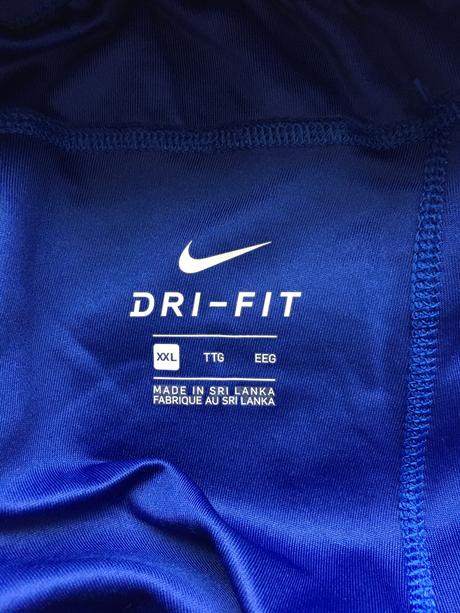 DRI-FIT
XXL TTG EEG
MADE IN SRI LANKA
FABRIQUE AU SRI LANKA